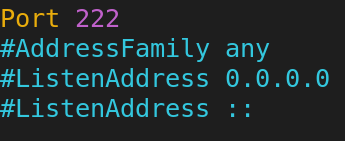 Port 222
#AddressFamily any
#ListenAddress 0.0.0.0
#ListenAddress ::